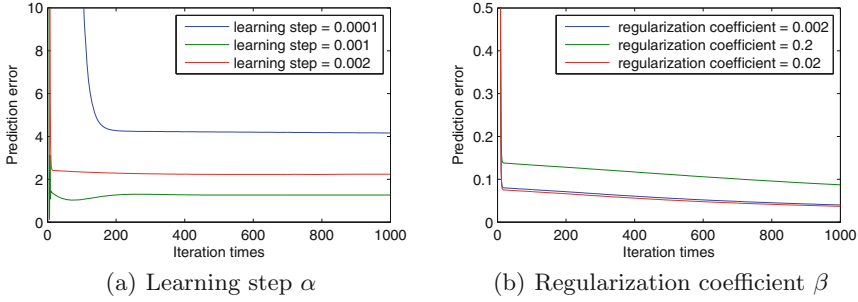 10
8
6
4
2
0
0 200 400 600 800 1000
Prediction error
Iteration times
learning step = 0.0001
learning step = 0.001
learning step = 0.002
(a) Learning step α
0.5
0.4
0.3
0.2
0.1
0
0 200 400 600 800 1000
Prediction error
Iteration times
regularization coefficient = 0.002
regularization coefficient = 0.2
regularization coefficient = 0.02
(b) Regularization coefficient β